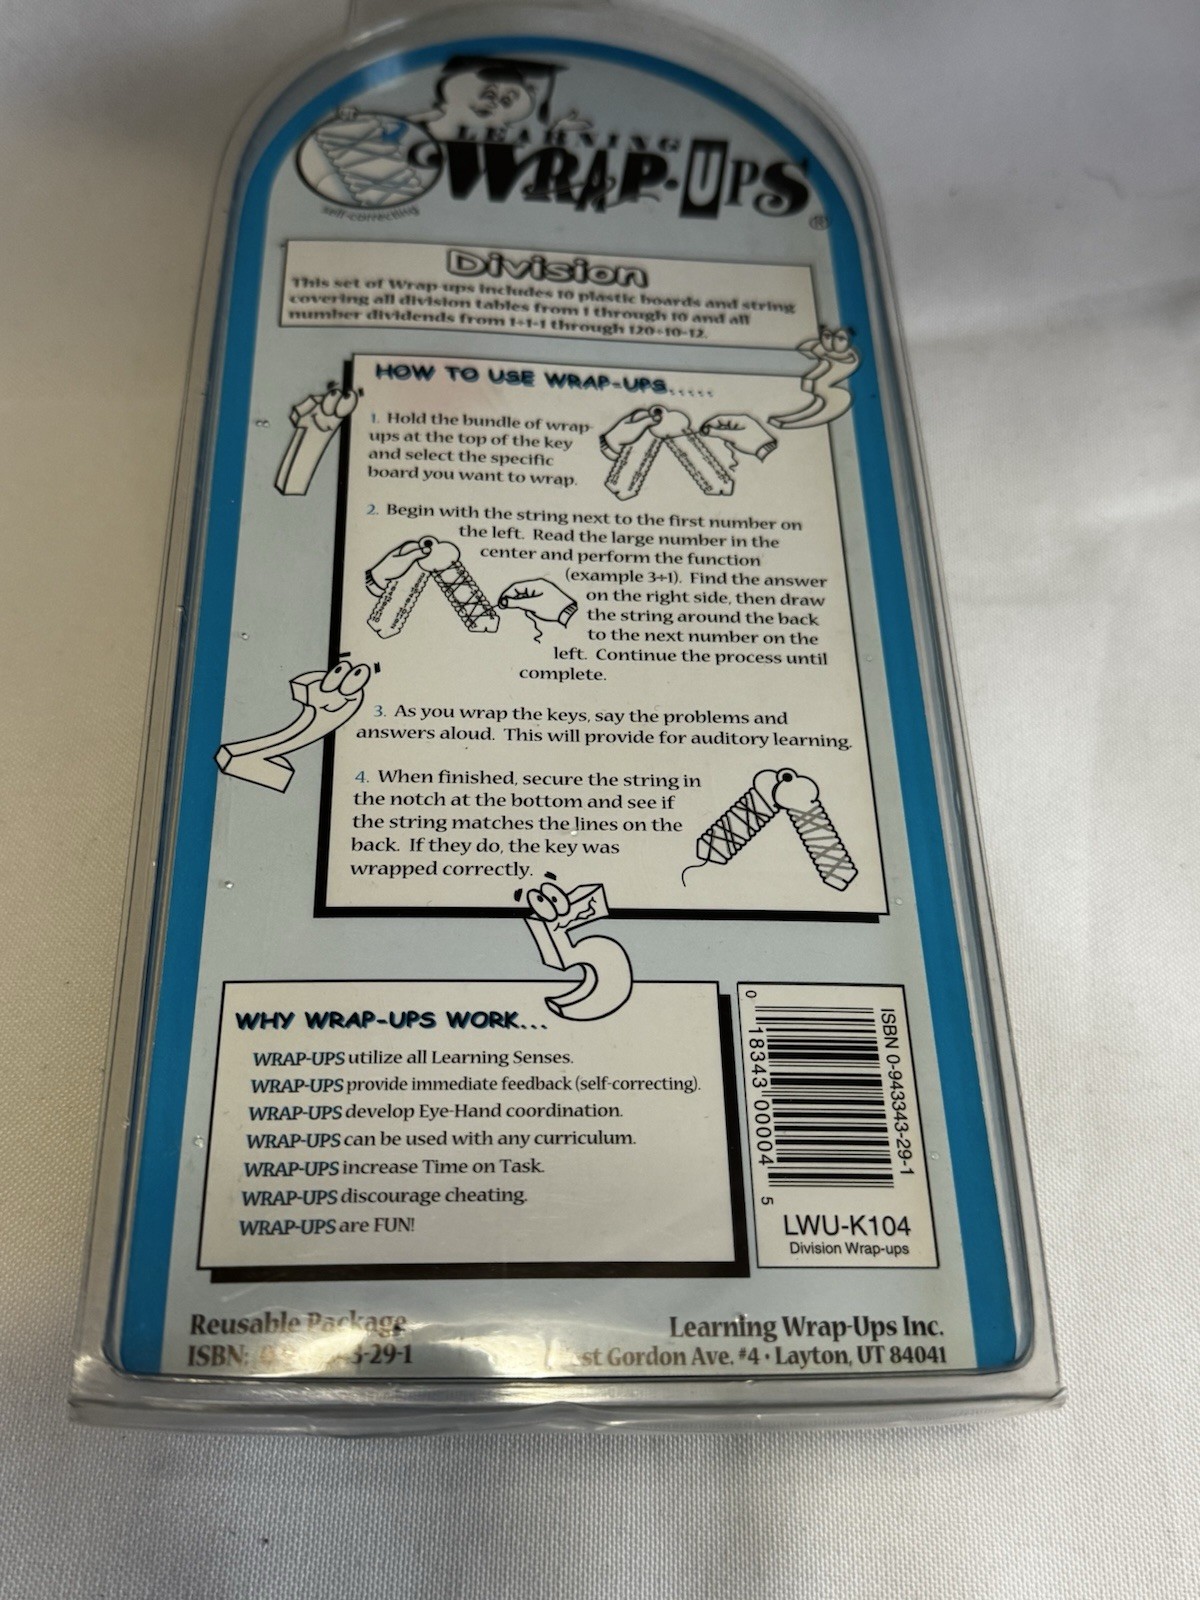 LEARNING
WRAP-UPS®
self-correcting
Division
This set of Wrap-ups includes 10 plastic boards and string
covering all division tables from 1 through 10 and all
number dividends from 1÷1-1 through 120÷10-12.
HOW TO USE WRAP-UPS.....
1. Hold the bundle of wrap-
ups at the top of the key
and select the specific
board you want to wrap.
2. Begin with the string next to the first number on
the left. Read the large number in the
center and perform the function
(example 3÷1). Find the answer
on the right side, then draw
the string around the back
to the next number on the
left. Continue the process until
complete.
3. As you wrap the keys, say the problems and
answers aloud. This will provide for auditory learning.
4. When finished, secure the string in
the notch at the bottom and see if
the string matches the lines on the
back. If they do, the key was
wrapped correctly.
WHY WRAP-UPS WORK...
WRAP-UPS utilize all Learning Senses.
WRAP-UPS provide immediate feedback (self-correcting).
WRAP-UPS develop Eye-Hand coordination.
WRAP-UPS can be used with any curriculum.
WRAP-UPS increase Time on Task.
WRAP-UPS discourage cheating.
WRAP-UPS are FUN!
ISBN 0-943343-29-1
0 18343 00004 5
LWU-K104
Division Wrap-ups
Reusable Package
ISBN: 3-29-1
Learning Wrap-Ups Inc.
st Gordon Ave. #4 • Layton, UT 84041